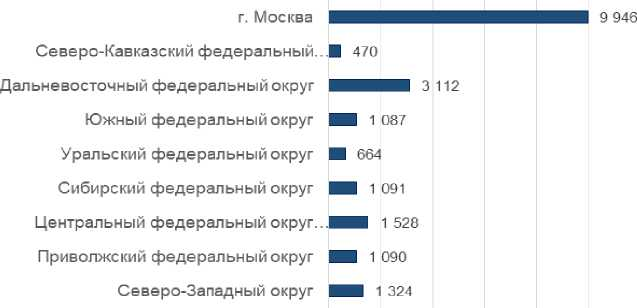 г. Москва 9 946
Северо-Кавказский федеральный… 470
Дальневосточный федеральный округ 3 112
Южный федеральный округ 1 087
Уральский федеральный округ 664
Сибирский федеральный округ 1 091
Центральный федеральный округ… 1 528
Приволжский федеральный округ 1 090
Северо-Западный округ 1 324